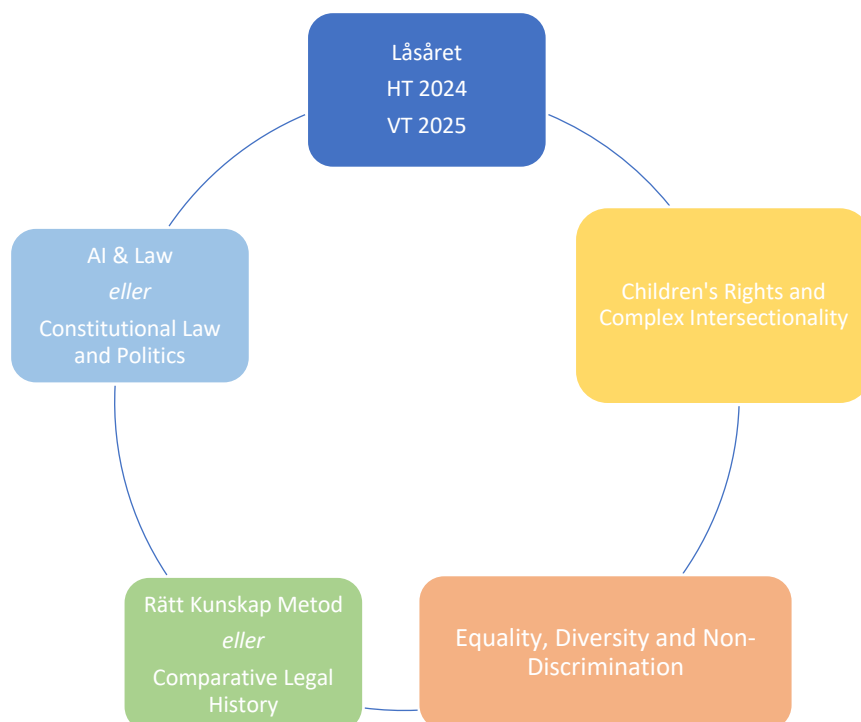 Låsåret
HT 2024
VT 2025
Children's Rights and
Complex Intersectionality
Equality, Diversity and Non-
Discrimination
Rätt Kunskap Metod
eller
Comparative Legal
History
AI & Law
eller
Constitutional Law
and Politics